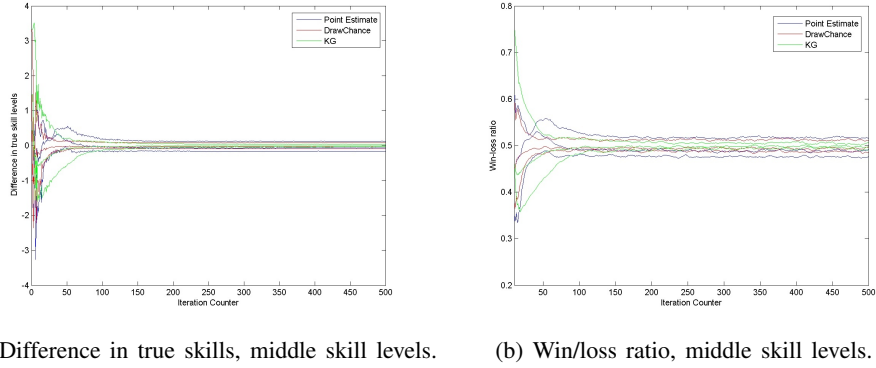 4
3
2
1
0
-1
-2
-3
-4
Difference in true skill levels
0 50 100 150 200 250 300 350 400 450 500
Iteration Counter
Point Estimate
DrawChance
KG
0.8
0.7
0.6
0.5
0.4
0.3
0.2
Win-loss ratio
50 100 150 200 250 300 350 400 450 500
Iteration Counter
Point Estimate
DrawChance
KG
Difference in true skills, middle skill levels.
(b) Win/loss ratio, middle skill levels.